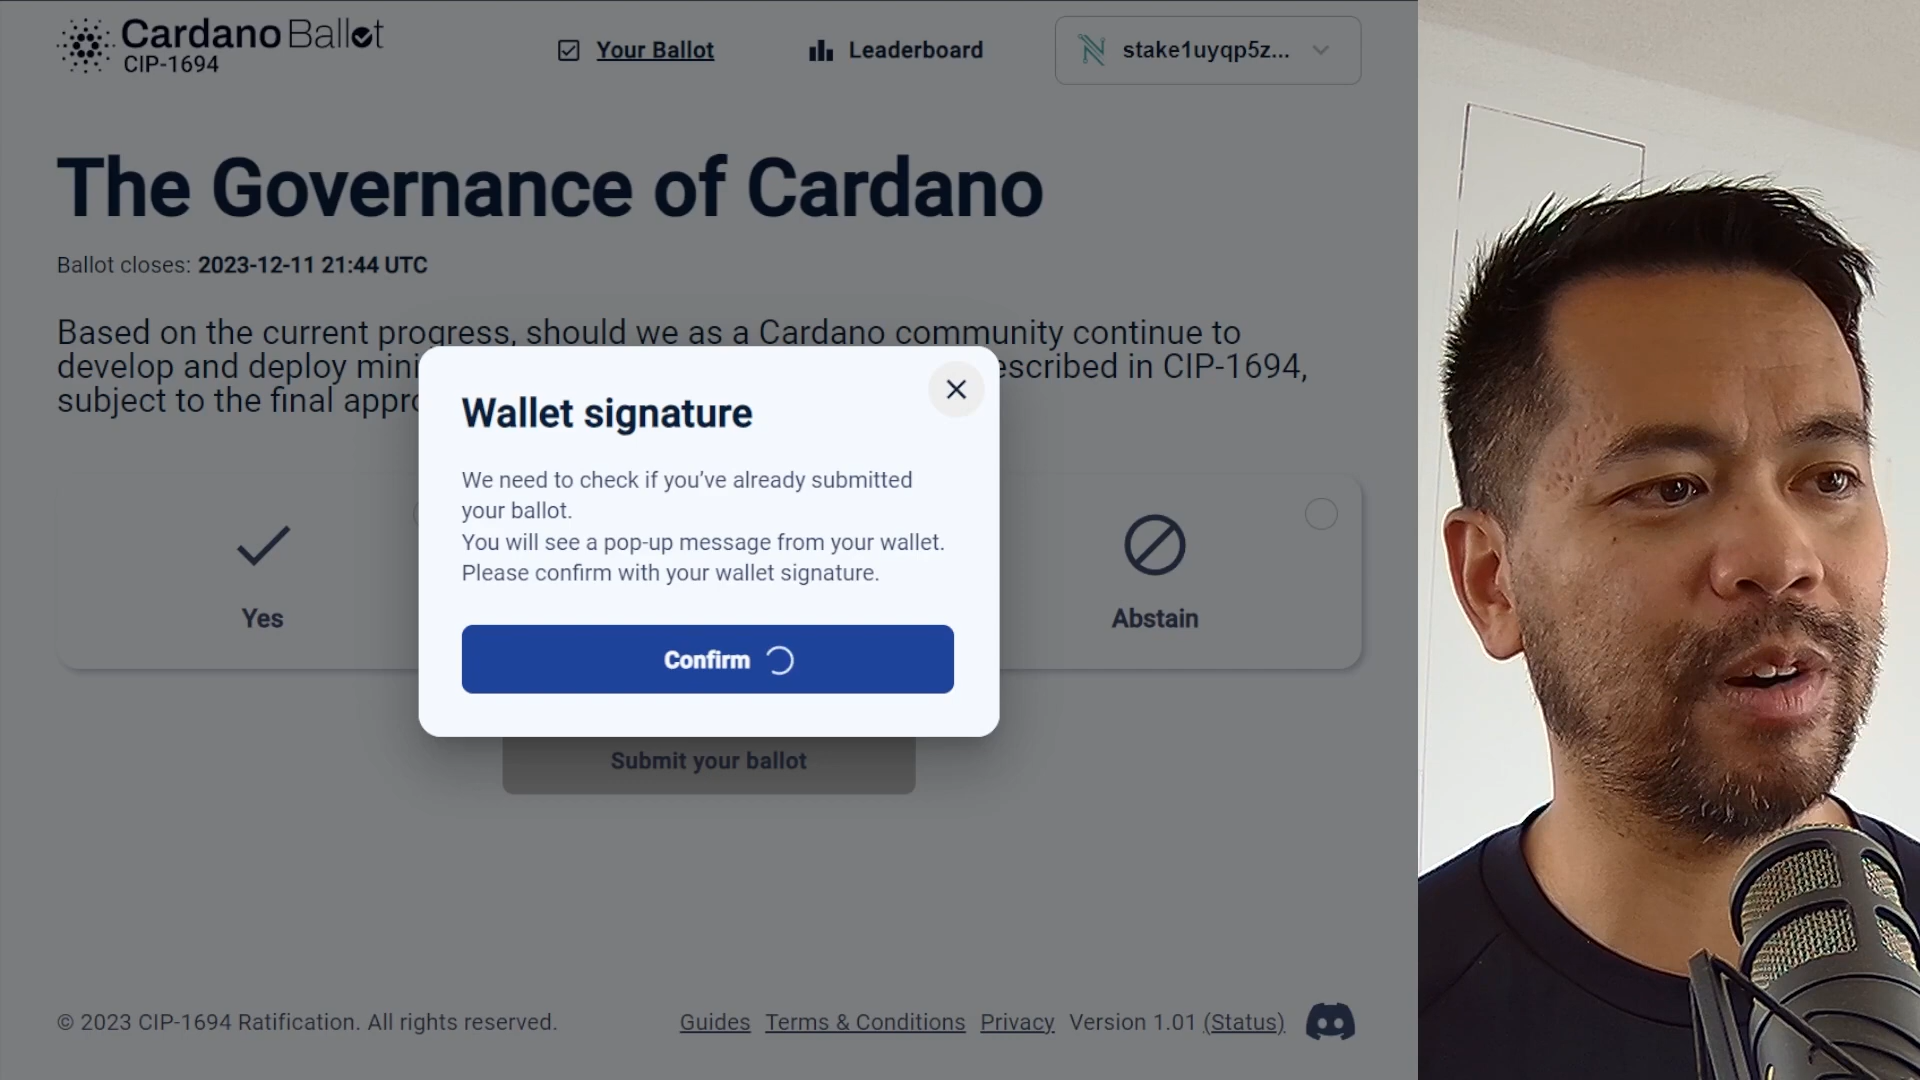 Cardano Ballot
CIP-1694
Your Ballot
Leaderboard
stake1uyqp5z...
The Governance of Cardano
Ballot closes: 2023-12-11 21:44 UTC
Based on the current progress, should we as a Cardano community continue to
develop and deploy mini escribed in CIP-1694,
subject to the final appro
Wallet signature
We need to check if you’ve already submitted
your ballot.
You will see a pop-up message from your wallet.
Please confirm with your wallet signature.
Confirm
Yes
Abstain
Submit your ballot
© 2023 CIP-1694 Ratification. All rights reserved.
Guides Terms & Conditions Privacy Version 1.01 (Status)